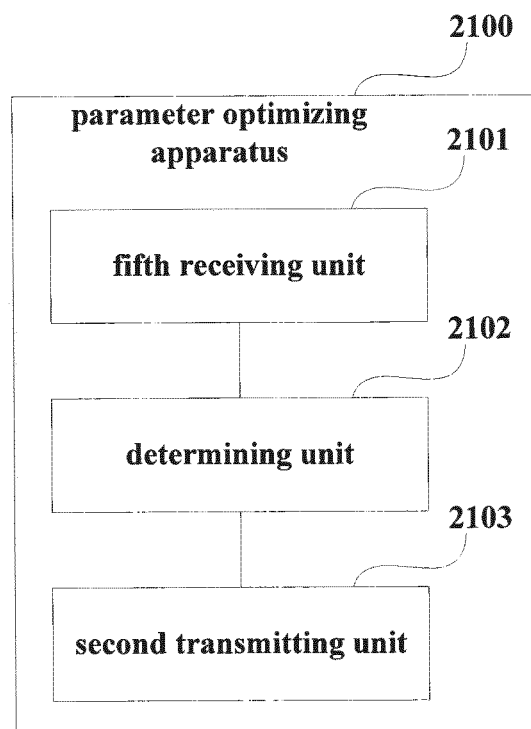 2100
parameter optimizing
apparatus
2101
fifth receiving unit
2102
determining unit
2103
second transmitting unit